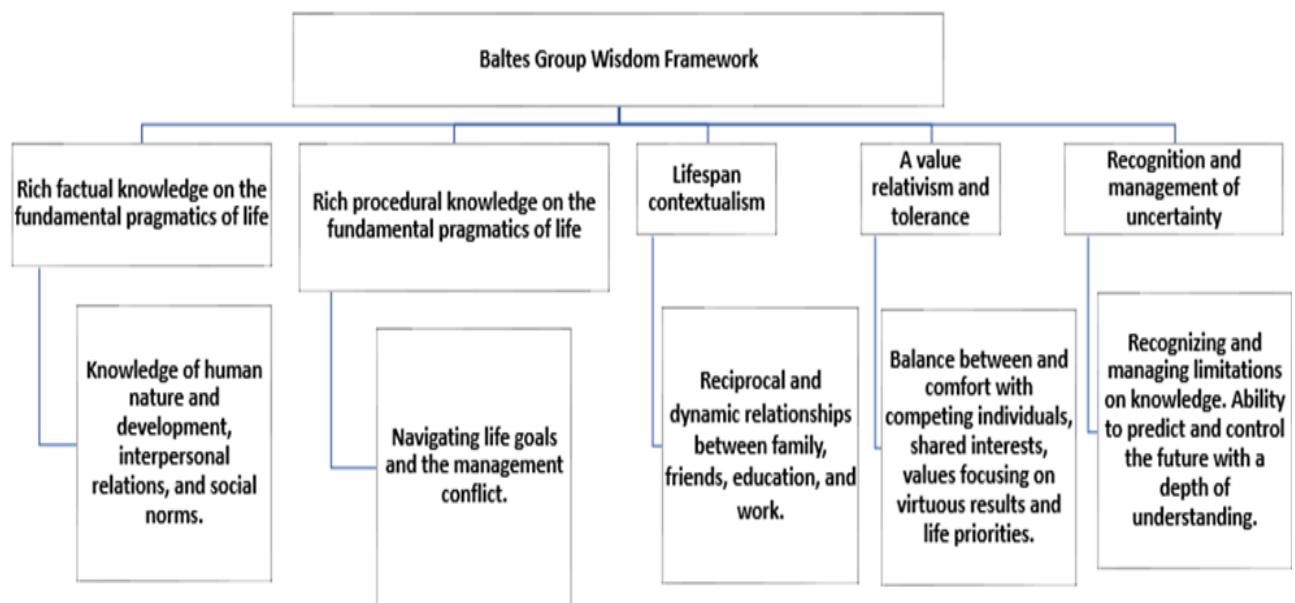 Baltes Group Wisdom Framework
Rich factual knowledge on the
fundamental pragmatics of life
Knowledge of human
nature and
development,
interpersonal
relations, and social
norms.
Rich procedural knowledge on the
fundamental pragmatics of life
Navigating life goals
and the management
conflict.
Lifespan
contextualism
Reciprocal and
dynamic relationships
between family,
friends, education, and
work.
A value
relativism and
tolerance
Balance between and
comfort with
competing individuals,
shared interests,
values focusing on
virtuous results and
life priorities.
Recognition and
management of
uncertainty
Recognizing and
managing limitations
on knowledge. Ability
to predict and control
the future with a
depth of
understanding.